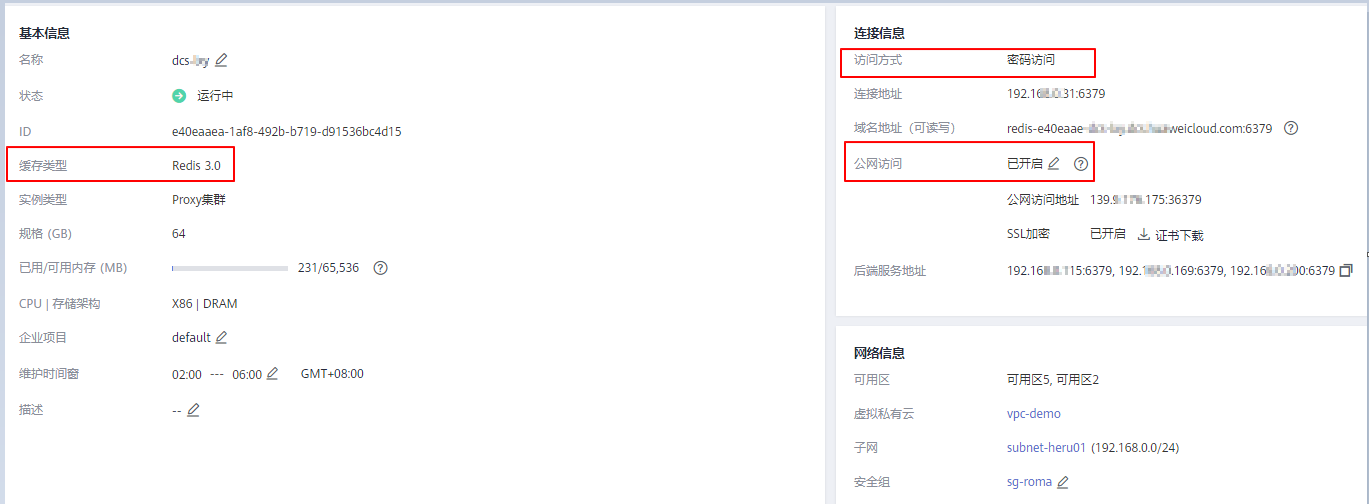 基本信息
名称 dcs-
状态 运行中
ID e40eaaea-1af8-492b-b719-d91536bc4d15
缓存类型 Redis 3.0
实例类型 Proxy集群
规格 (GB) 64
已用/可用内存 (MB) 231/65,536
CPU | 存储架构 X86 | DRAM
企业项目 default
维护时间窗 02:00 --- 06:00 GMT+08:00
描述 --
连接信息
访问方式 密码访问
连接地址 192.16 .31:6379
域名地址（可读写） redis-e40eaae weicloud.com:6379
公网访问 已开启
公网访问地址 139.9 .175:36379
SSL加密 已开启 证书下载
后端服务地址 192.16 .115:6379, 192. .169:6379, 192.16 00:6379
网络信息
可用区 可用区5, 可用区2
虚拟私有云 vpc-demo
子网 subnet-heru01 (192.168.0.0/24)
安全组 sg-roma